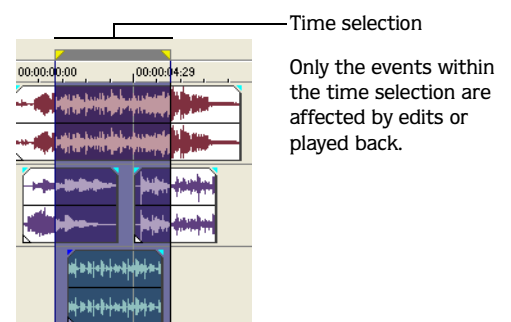 Time selection
Only the events within
the time selection are
affected by edits or
played back.
00:00:00:00 00:00:04:29